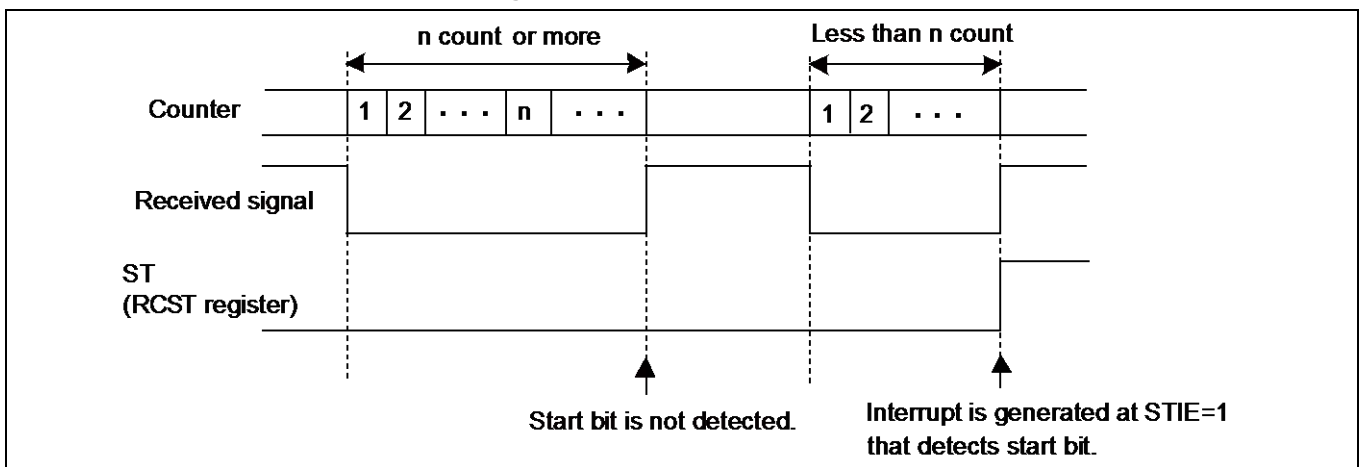 n count or more
Less than n count
Counter
1 2 ··· n ···
1 2 ···
Received signal
ST
(RCST register)
Start bit is not detected.
Interrupt is generated at STIE=1
that detects start bit.